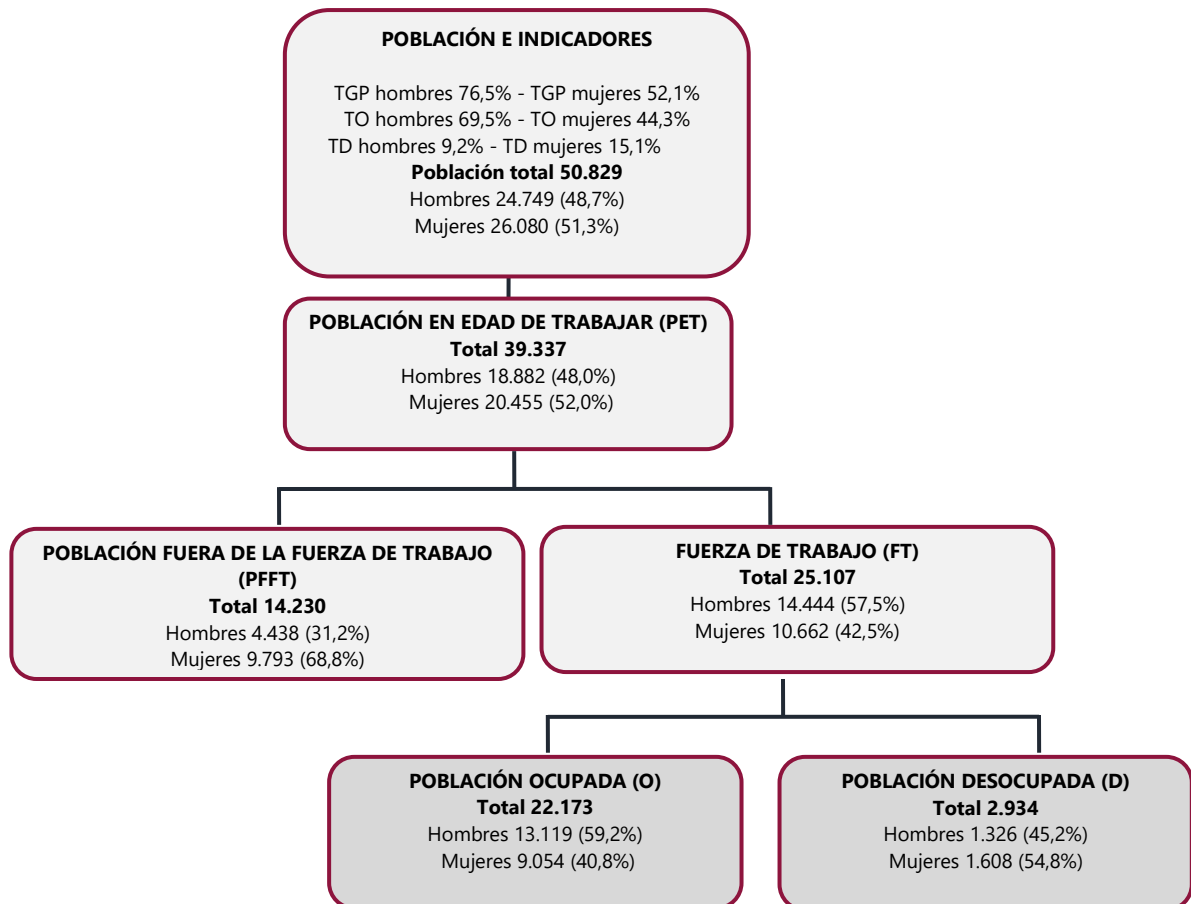 POBLACIÓN E INDICADORES
TGP hombres 76,5% - TGP mujeres 52,1%
TO hombres 69,5% - TO mujeres 44,3%
TD hombres 9,2% - TD mujeres 15,1%
Población total 50.829
Hombres 24.749 (48,7%)
Mujeres 26.080 (51,3%)
POBLACIÓN EN EDAD DE TRABAJAR (PET)
Total 39.337
Hombres 18.882 (48,0%)
Mujeres 20.455 (52,0%)
POBLACIÓN FUERA DE LA FUERZA DE TRABAJO
(PFFT)
Total 14.230
Hombres 4.438 (31,2%)
Mujeres 9.793 (68,8%)
FUERZA DE TRABAJO (FT)
Total 25.107
Hombres 14.444 (57,5%)
Mujeres 10.662 (42,5%)
POBLACIÓN OCUPADA (O)
Total 22.173
Hombres 13.119 (59,2%)
Mujeres 9.054 (40,8%)
POBLACIÓN DESOCUPADA (D)
Total 2.934
Hombres 1.326 (45,2%)
Mujeres 1.608 (54,8%)